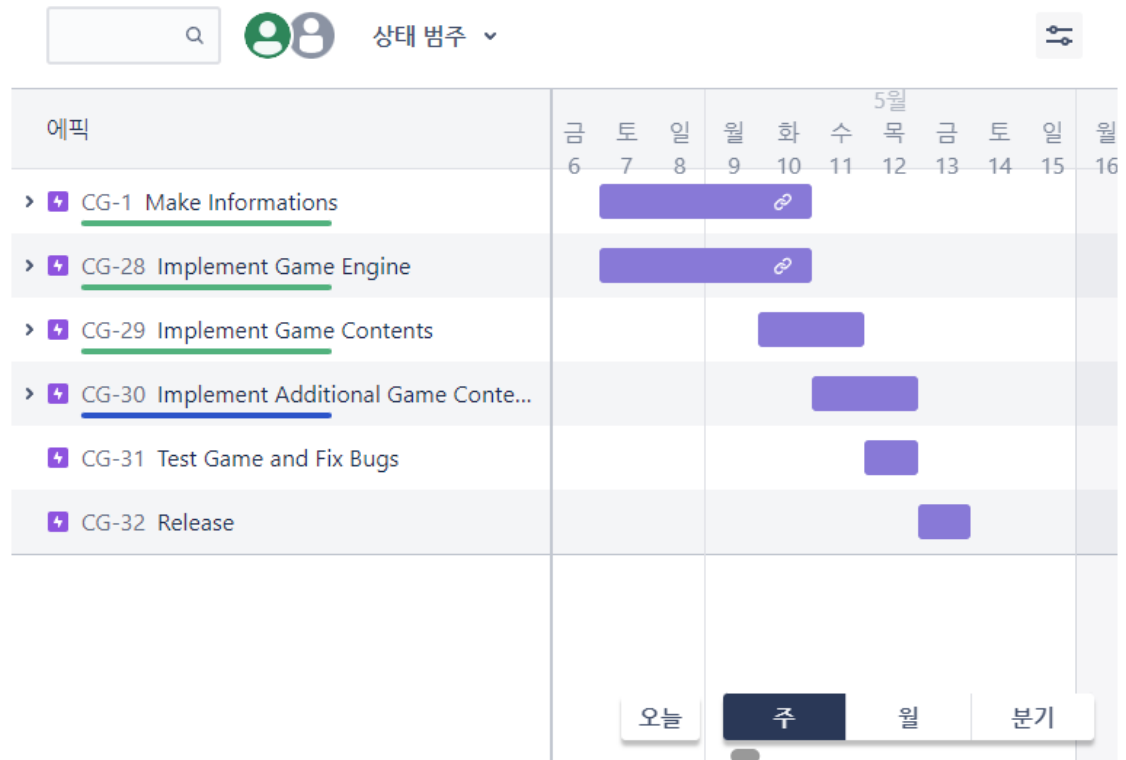 상태 범주
에픽
5월
금 토 일 월 화 수 목 금 토 일 월
6 7 8 9 10 11 12 13 14 15 16
CG-1 Make Informations
CG-28 Implement Game Engine
CG-29 Implement Game Contents
CG-30 Implement Additional Game Conte...
CG-31 Test Game and Fix Bugs
CG-32 Release
오늘 주 월 분기